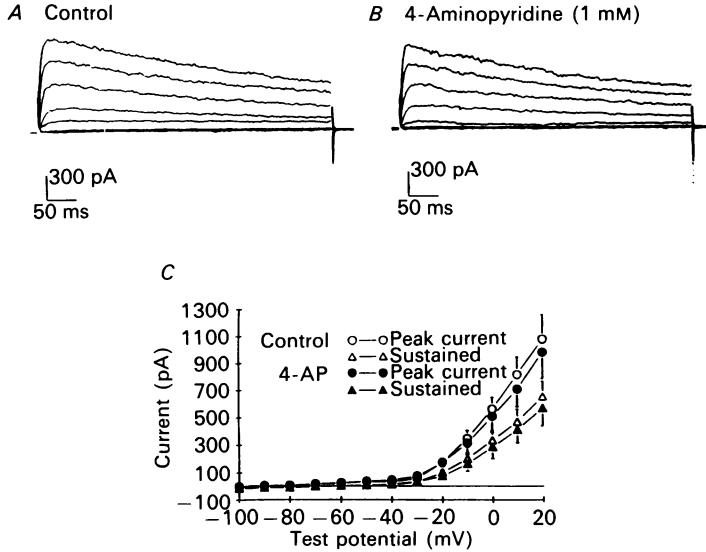 A Control
B 4-Aminopyridine (1 mM)
300 pA
50 ms
300 pA
50 ms
C
1300
1100
900
700
500
300
100
−100
Current (pA)
Control ○—○Peak current
△—△Sustained
4-AP ●—●Peak current
▲—▲Sustained
−100 −80 −60 −40 −20 0 20
Test potential (mV)